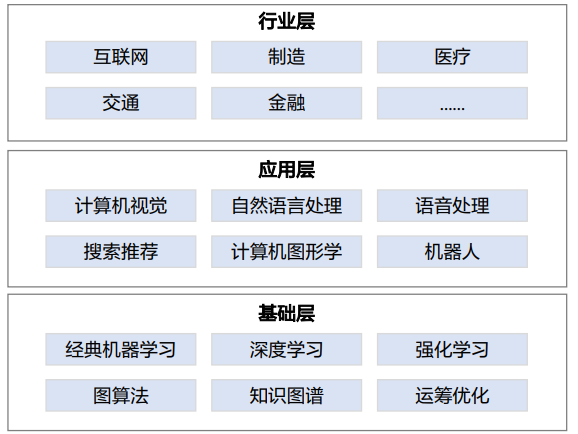 行业层
互联网 制造 医疗
交通 金融 ......
应用层
计算机视觉 自然语言处理 语音处理
搜索推荐 计算机图形学 机器人
基础层
经典机器学习 深度学习 强化学习
图算法 知识图谱 运筹优化